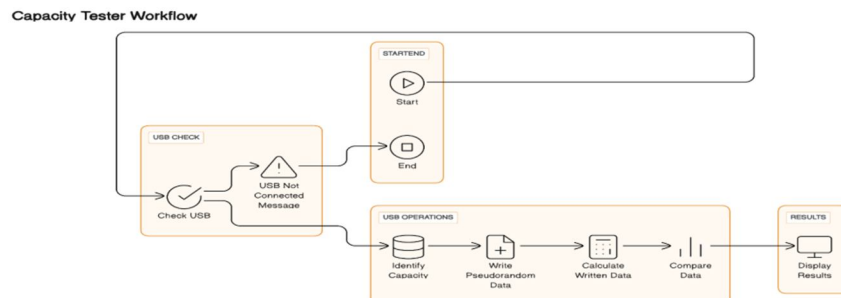 Capacity Tester Workflow
STARTEND
Start
End
USB CHECK
Check USB
USB Not
Connected
Message
USB OPERATIONS
Identify
Capacity
Write
Pseudorandom
Data
Calculate
Written Data
Compare
Data
RESULTS
Display
Results